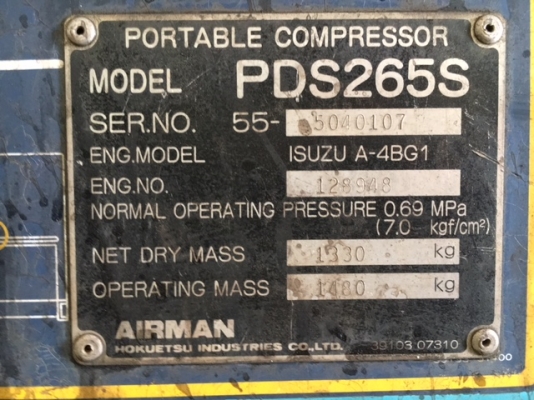 PORTABLE COMPRESSOR
MODEL PDS265S
SER.NO. 55-5040107
ENG.MODEL ISUZU A-4BG1
ENG.NO. 128948
NORMAL OPERATING PRESSURE 0.69 MPa
(7.0 kgf/cm²)
NET DRY MASS 1330 kg
OPERATING MASS 1480 kg
AIRMAN
HOKUETSU INDUSTRIES CO.,LTD. 39103 07310